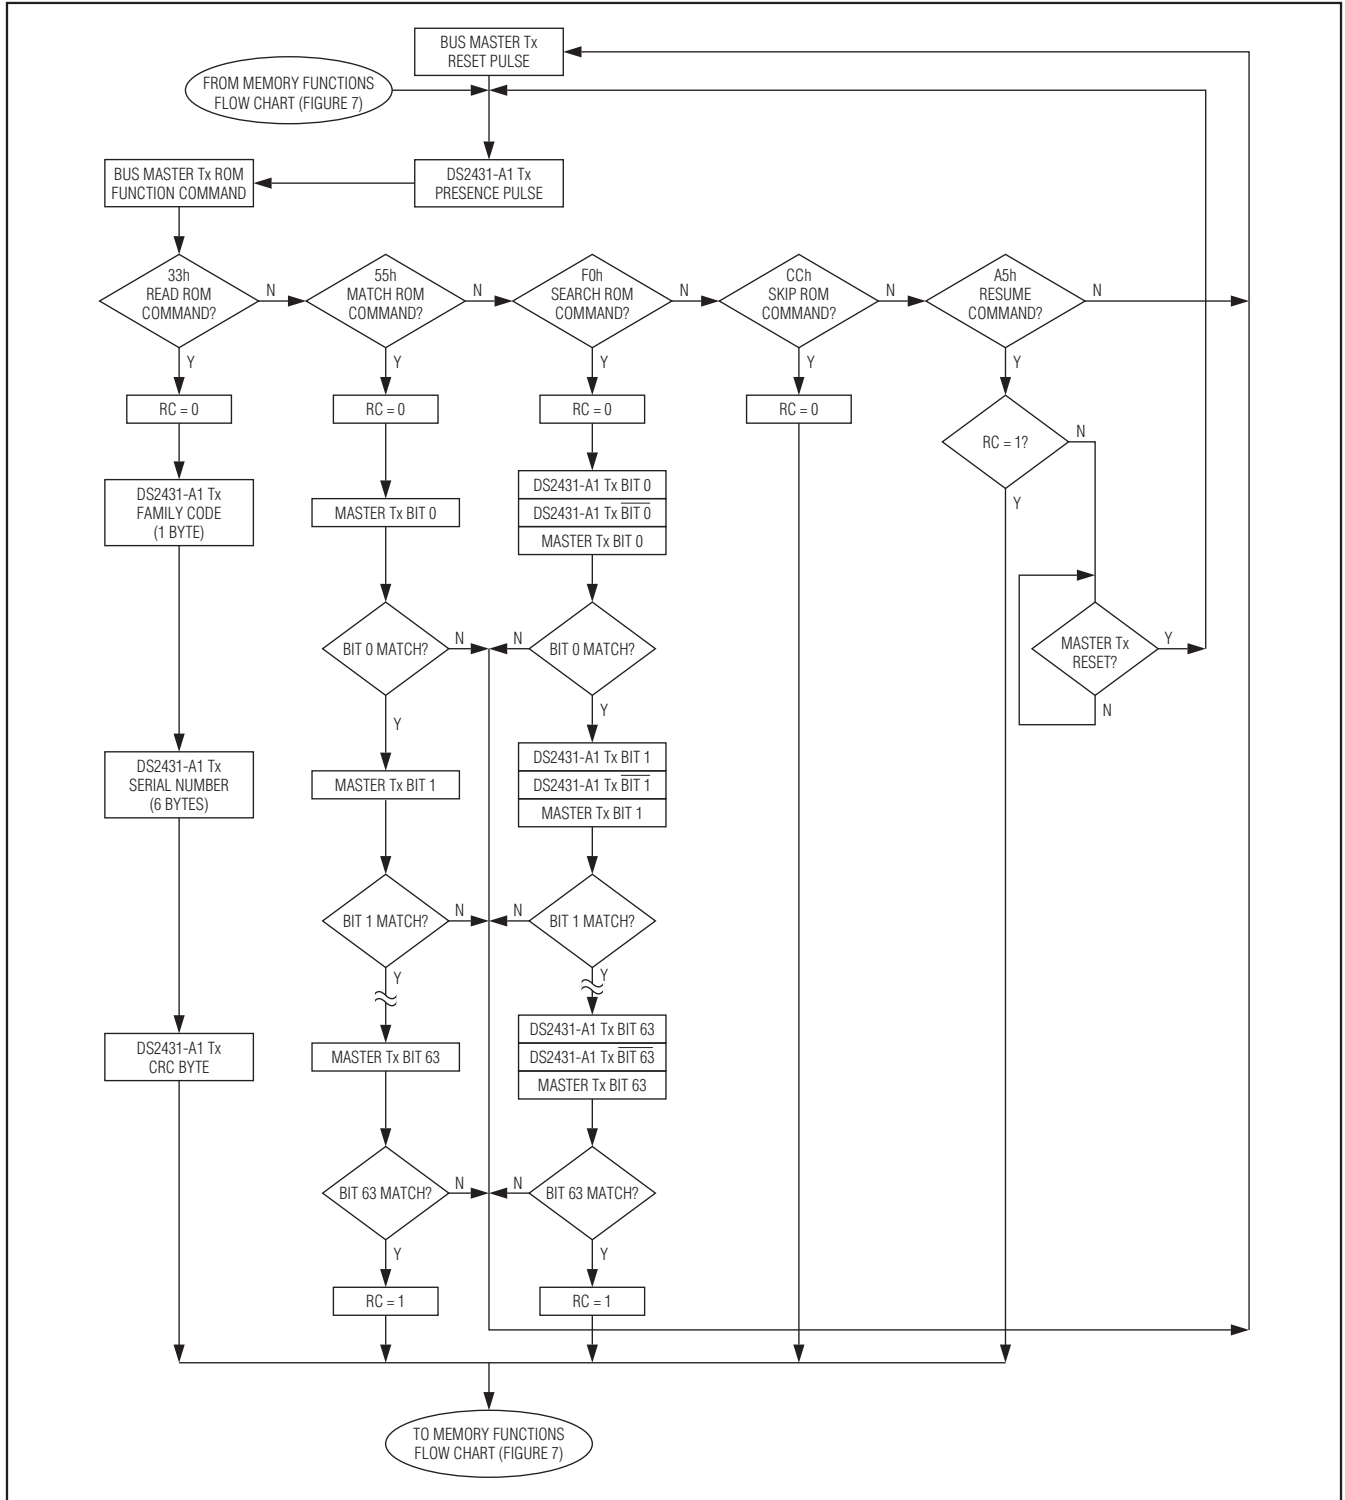 BUS MASTER Tx
RESET PULSE
FROM MEMORY FUNCTIONS
FLOW CHART (FIGURE 7)
BUS MASTER Tx ROM
FUNCTION COMMAND
DS2431-A1 Tx
PRESENCE PULSE
33h
READ ROM
COMMAND?
N
55h
MATCH ROM
COMMAND?
N
F0h
SEARCH ROM
COMMAND?
N
CCh
SKIP ROM
COMMAND?
N
A5h
RESUME
COMMAND?
N
Y
Y
Y
Y
Y
RC = 0
RC = 0
RC = 0
RC = 0
RC = 1?
N
Y
DS2431-A1 Tx
FAMILY CODE
(1 BYTE)
MASTER Tx BIT 0
DS2431-A1 Tx BIT 0
DS2431-A1 Tx BIT 0
MASTER Tx BIT 0
BIT 0 MATCH?
N
N
BIT 0 MATCH?
MASTER Tx
RESET?
Y
N
Y
Y
DS2431-A1 Tx
SERIAL NUMBER
(6 BYTES)
MASTER Tx BIT 1
DS2431-A1 Tx BIT 1
DS2431-A1 Tx BIT 1
MASTER Tx BIT 1
BIT 1 MATCH?
N
N
BIT 1 MATCH?
Y
Y
DS2431-A1 Tx
CRC BYTE
MASTER Tx BIT 63
DS2431-A1 Tx BIT 63
DS2431-A1 Tx BIT 63
MASTER Tx BIT 63
BIT 63 MATCH?
N
N
BIT 63 MATCH?
Y
Y
RC = 1
RC = 1
TO MEMORY FUNCTIONS
FLOW CHART (FIGURE 7)